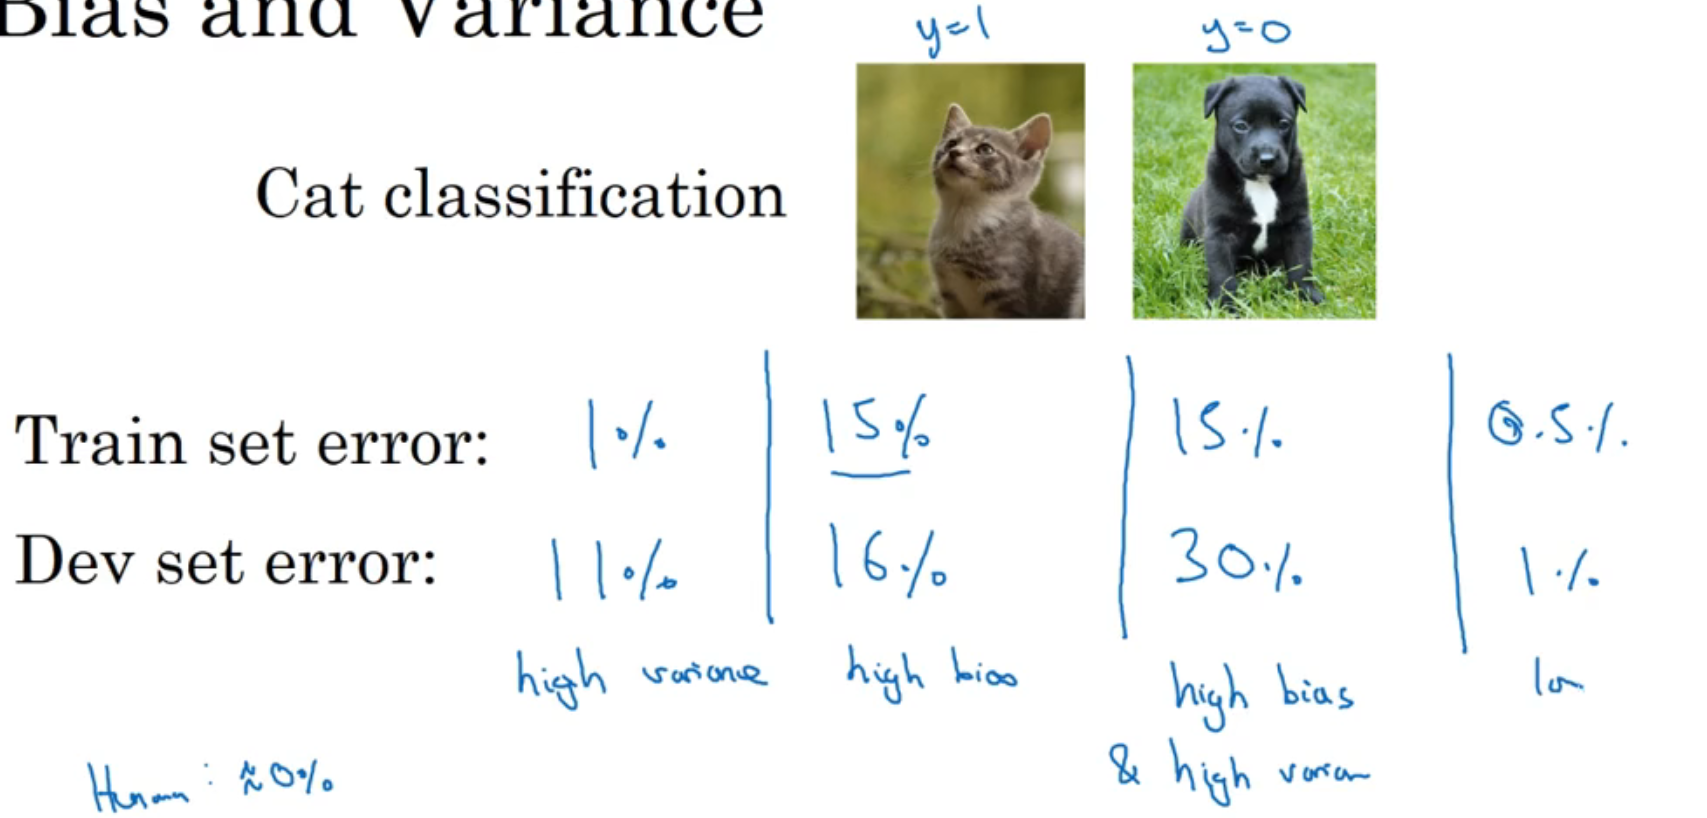 Bias and Variance
y=1
y=0
Cat classification
Train set error: 1% 15% 15% 0.5%
Dev set error: 11% 16% 30% 1%
high variance high bias high bias lo
& high varian
Human: ≈0%